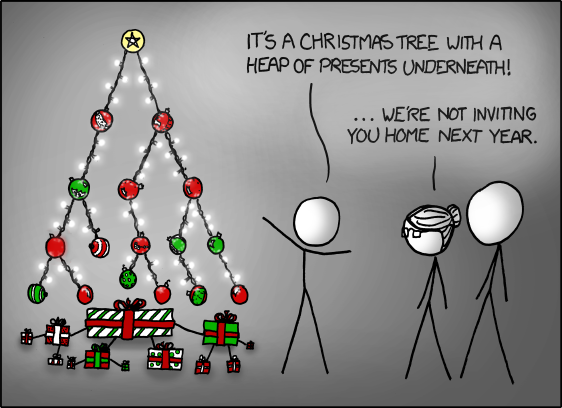 IT'S A CHRISTMAS TREE WITH A
HEAP OF PRESENTS UNDERNEATH!
... WE'RE NOT INVITING
YOU HOME NEXT YEAR.